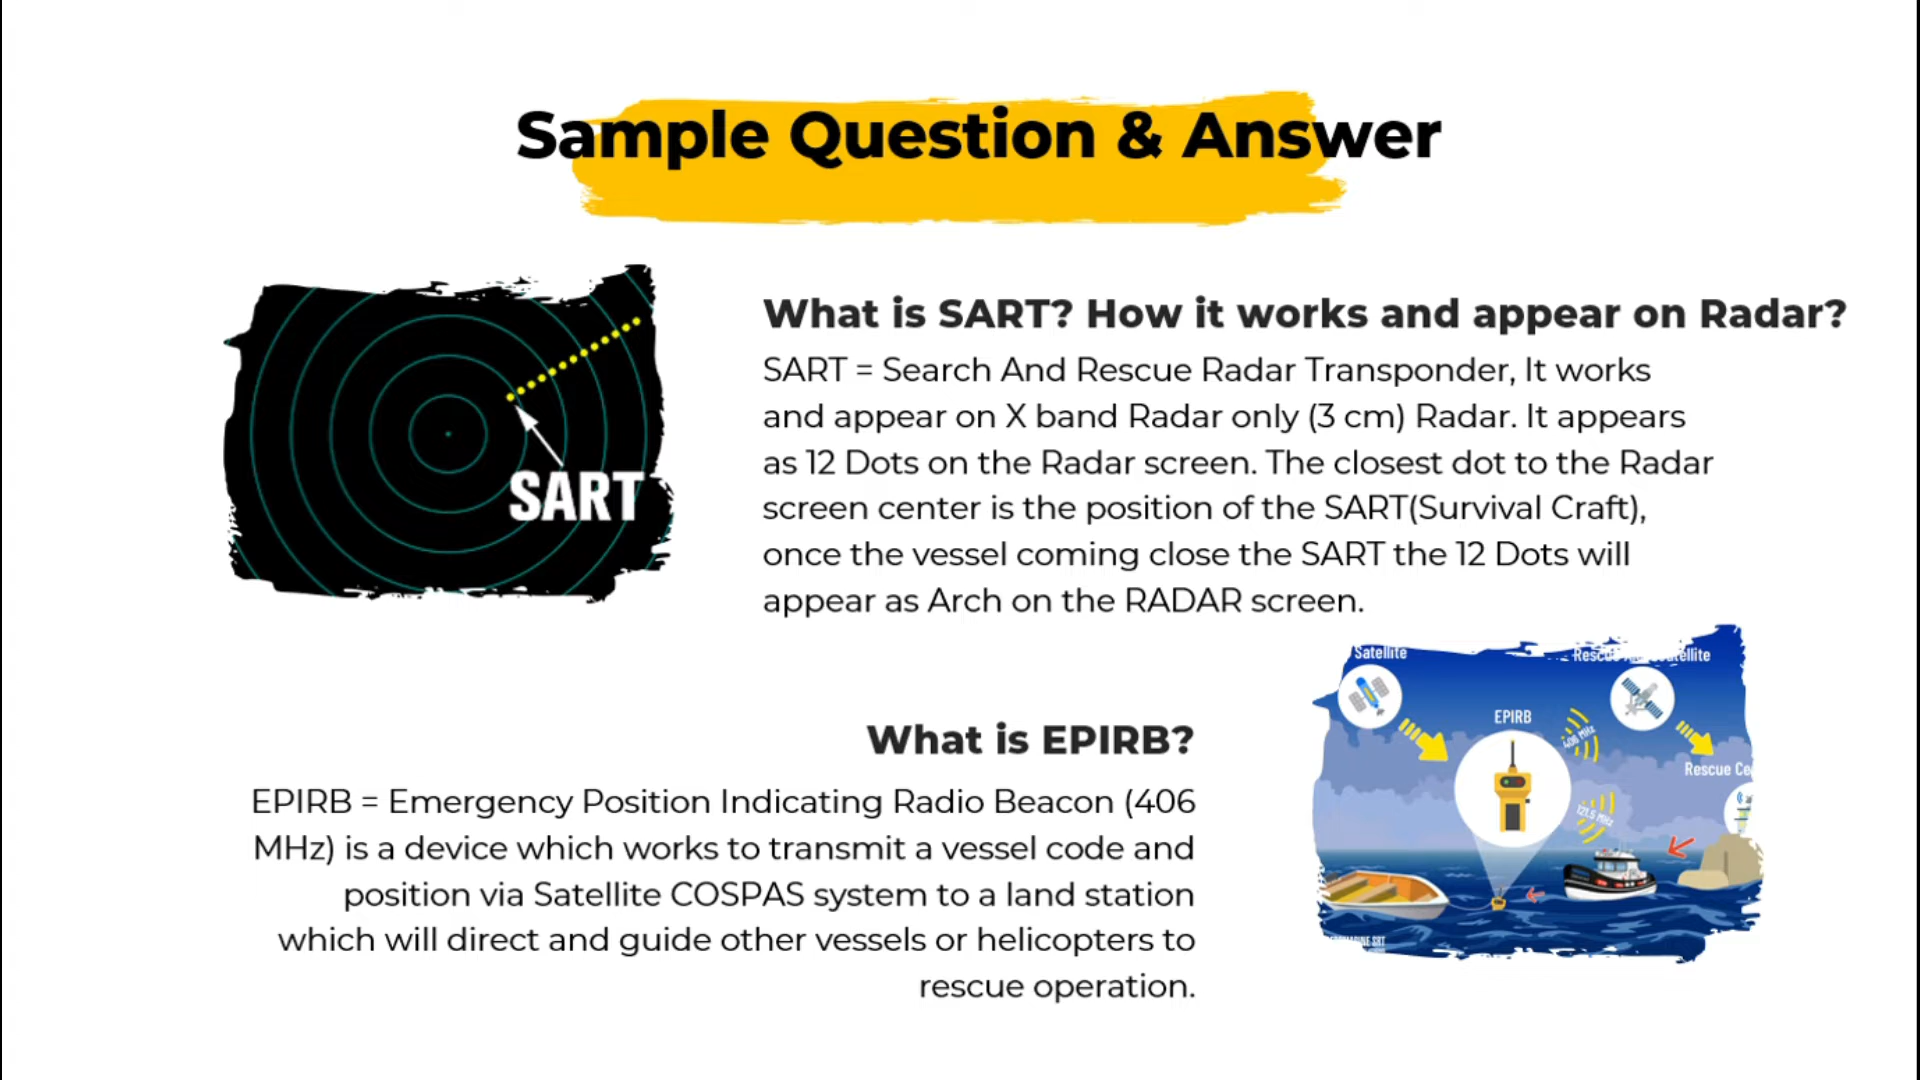 Sample Question & Answer
What is SART? How it works and appear on Radar?
SART = Search And Rescue Radar Transponder, It works
and appear on X band Radar only (3 cm) Radar. It appears
as 12 Dots on the Radar screen. The closest dot to the Radar
screen center is the position of the SART(Survival Craft),
once the vessel coming close the SART the 12 Dots will
appear as Arch on the RADAR screen.
SART
What is EPIRB?
EPIRB = Emergency Position Indicating Radio Beacon (406
MHz) is a device which works to transmit a vessel code and
position via Satellite COSPAS system to a land station
which will direct and guide other vessels or helicopters to
rescue operation.
Satellite
EPIRB
406 MHz
121.5 MHz
Rescue